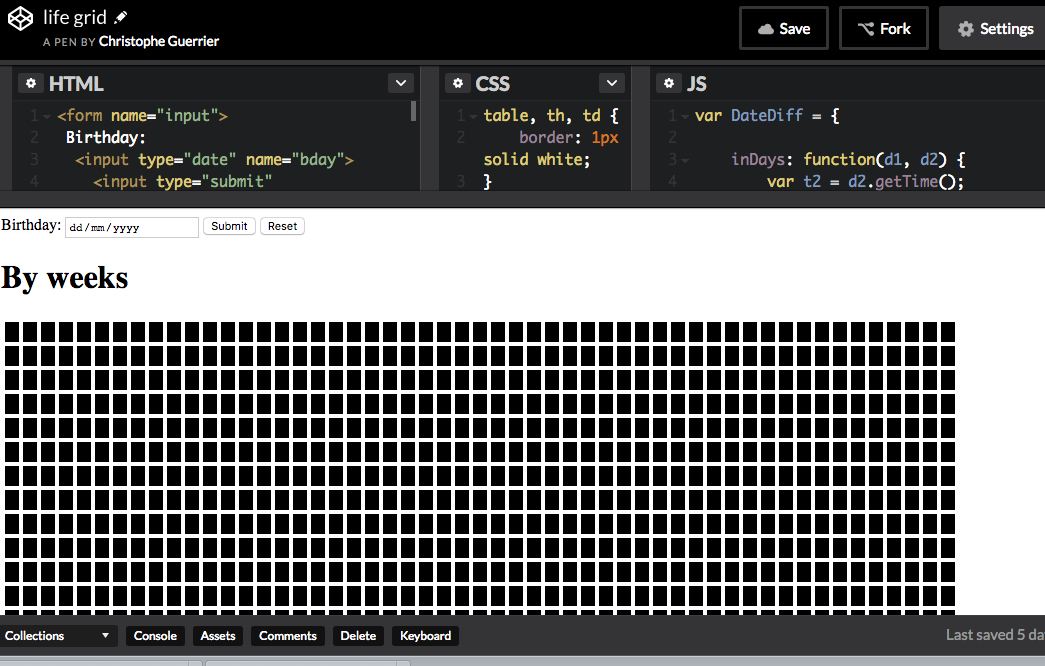 life grid
A PEN BY Christophe Guerrier
Save
Fork
Settings
HTML
1 <form name="input">
2 Birthday:
3 <input type="date" name="bday">
4 <input type="submit"
CSS
1 table, th, td {
2 border: 1px
solid white;
3 }
JS
1 var DateDiff = {
2
3 inDays: function(d1, d2) {
4 var t2 = d2.getTime();
Birthday: dd/mm/yyyy Submit Reset
By weeks
Collections Console Assets Comments Delete Keyboard Last saved 5 da